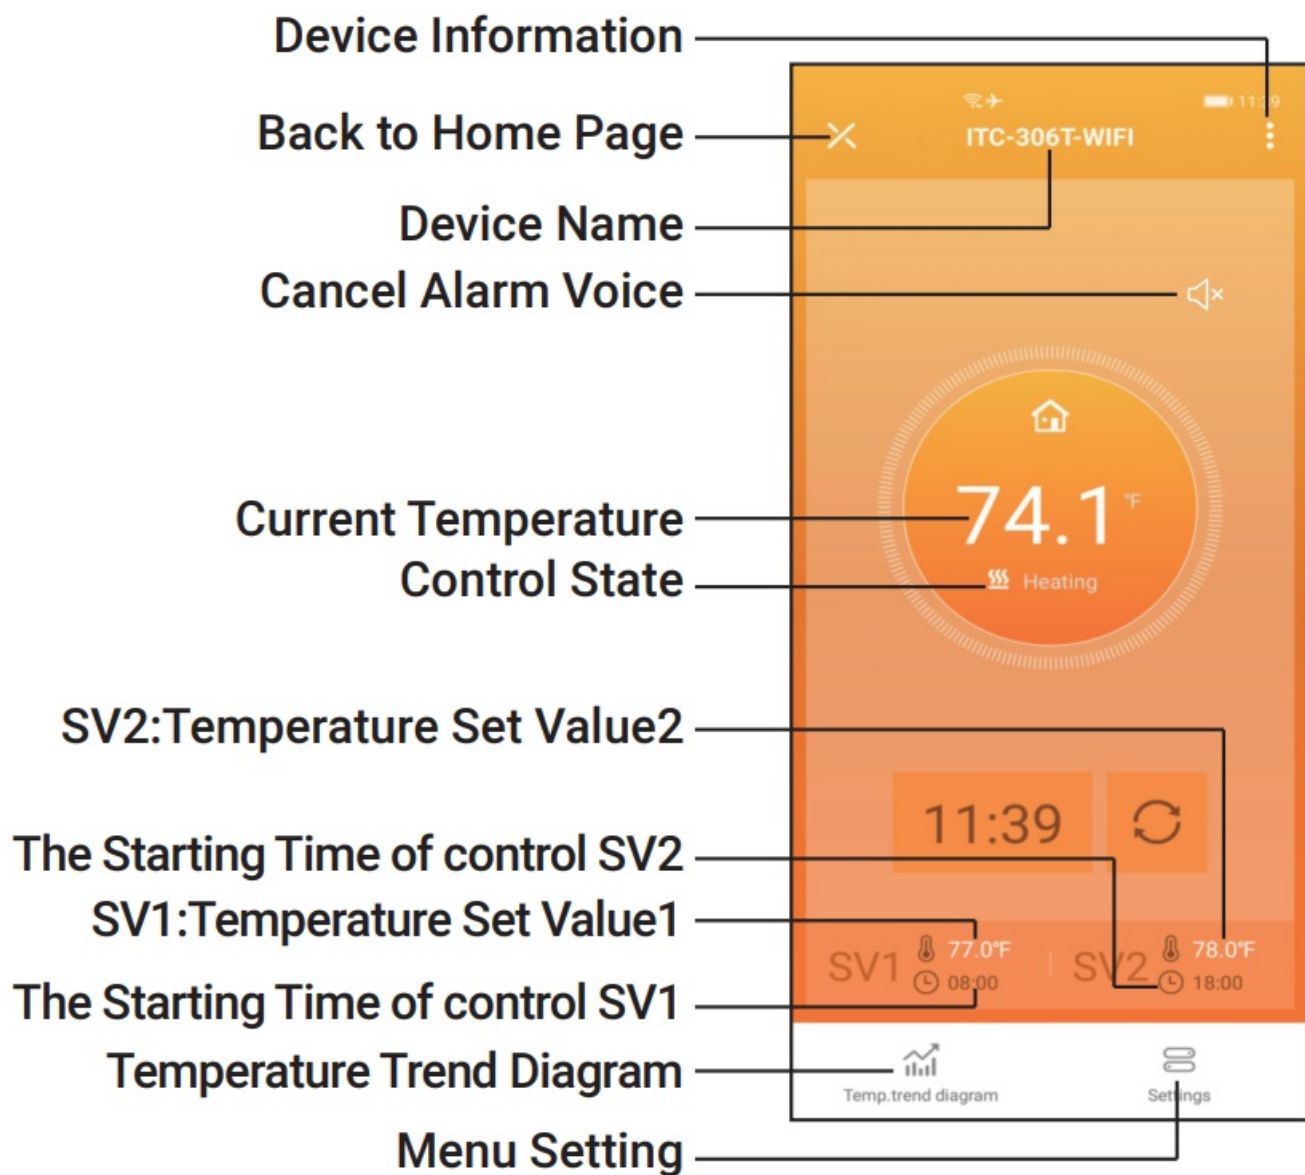 Device Information
11:39
Back to Home Page
ITC-306T-WIFI
Device Name
Cancel Alarm Voice
Current Temperature
74.1 °F
Control State
Heating
SV2:Temperature Set Value2
11:39
The Starting Time of control SV2
SV1:Temperature Set Value1
SV1 77.0°F
08:00
SV2 78.0°F
18:00
The Starting Time of control SV1
Temperature Trend Diagram
Temp.trend diagram
Settings
Menu Setting